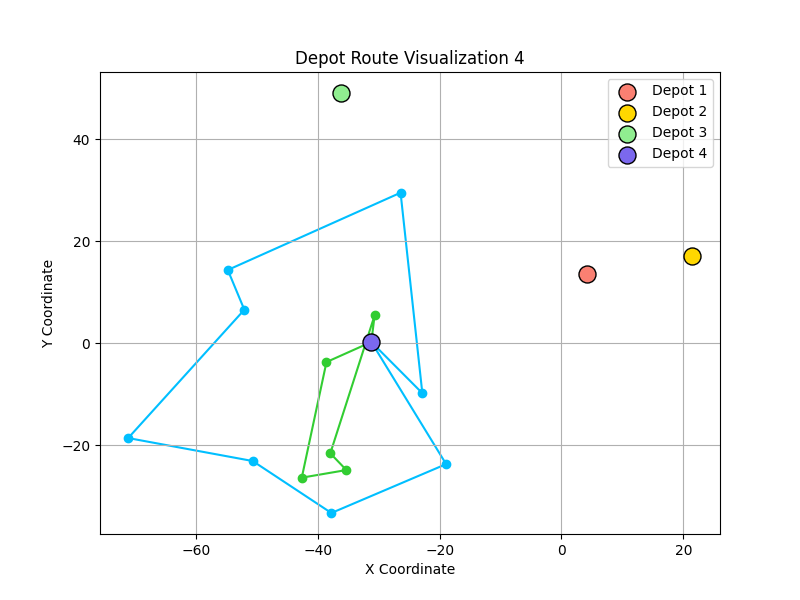 Depot Route Visualization 4
Depot 1
Depot 2
Depot 3
Depot 4
40
20
0
−20
Y Coordinate
−60
−40
−20
0
20
X Coordinate